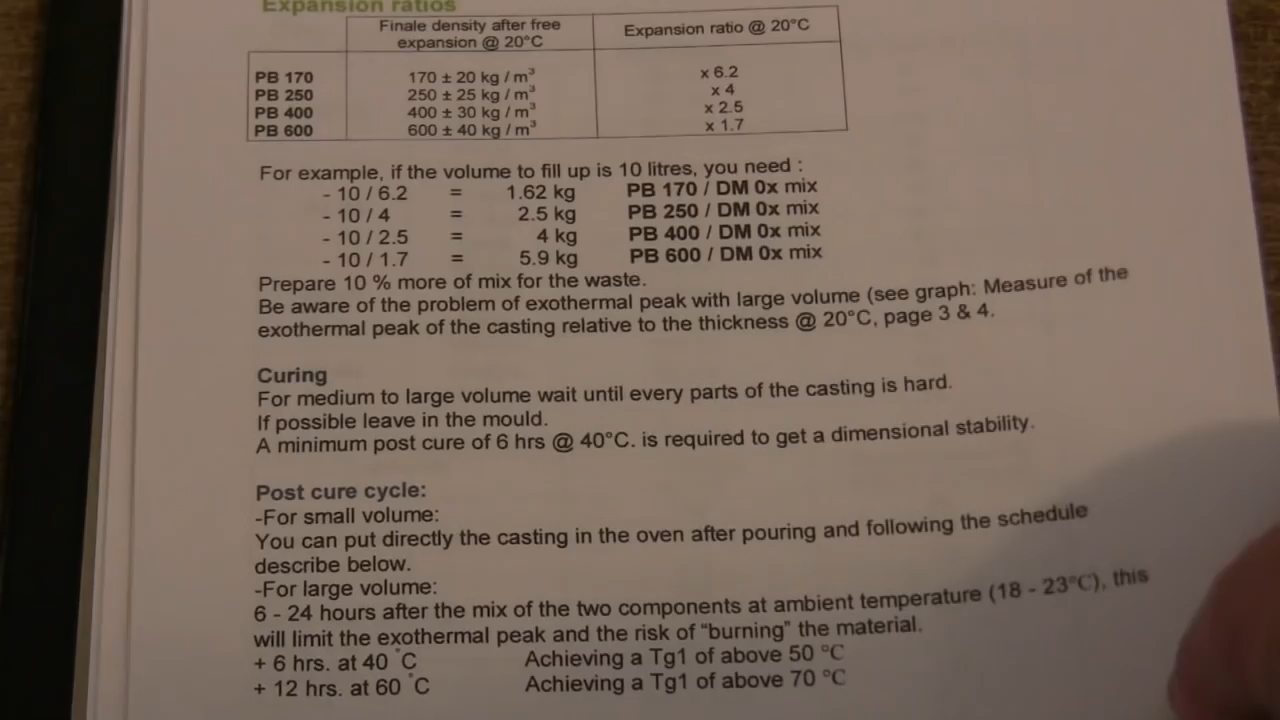 Expansion ratios
Finale density after free expansion @ 20°C Expansion ratio @ 20°C
PB 170 170 ± 20 kg / m³ x 6.2
PB 250 250 ± 25 kg / m³ x 4
PB 400 400 ± 30 kg / m³ x 2.5
PB 600 600 ± 40 kg / m³ x 1.7
For example, if the volume to fill up is 10 litres, you need :
- 10 / 6.2 = 1.62 kg PB 170 / DM 0x mix
- 10 / 4 = 2.5 kg PB 250 / DM 0x mix
- 10 / 2.5 = 4 kg PB 400 / DM 0x mix
- 10 / 1.7 = 5.9 kg PB 600 / DM 0x mix
Prepare 10 % more of mix for the waste.
Be aware of the problem of exothermal peak with large volume (see graph: Measure of the
exothermal peak of the casting relative to the thickness @ 20°C, page 3 & 4.
Curing
For medium to large volume wait until every parts of the casting is hard.
If possible leave in the mould.
A minimum post cure of 6 hrs @ 40°C. is required to get a dimensional stability.
Post cure cycle:
-For small volume:
You can put directly the casting in the oven after pouring and following the schedule
describe below.
-For large volume:
6 - 24 hours after the mix of the two components at ambient temperature (18 - 23°C), this
will limit the exothermal peak and the risk of “burning” the material.
+ 6 hrs. at 40 °C Achieving a Tg1 of above 50 °C
+ 12 hrs. at 60 °C Achieving a Tg1 of above 70 °C